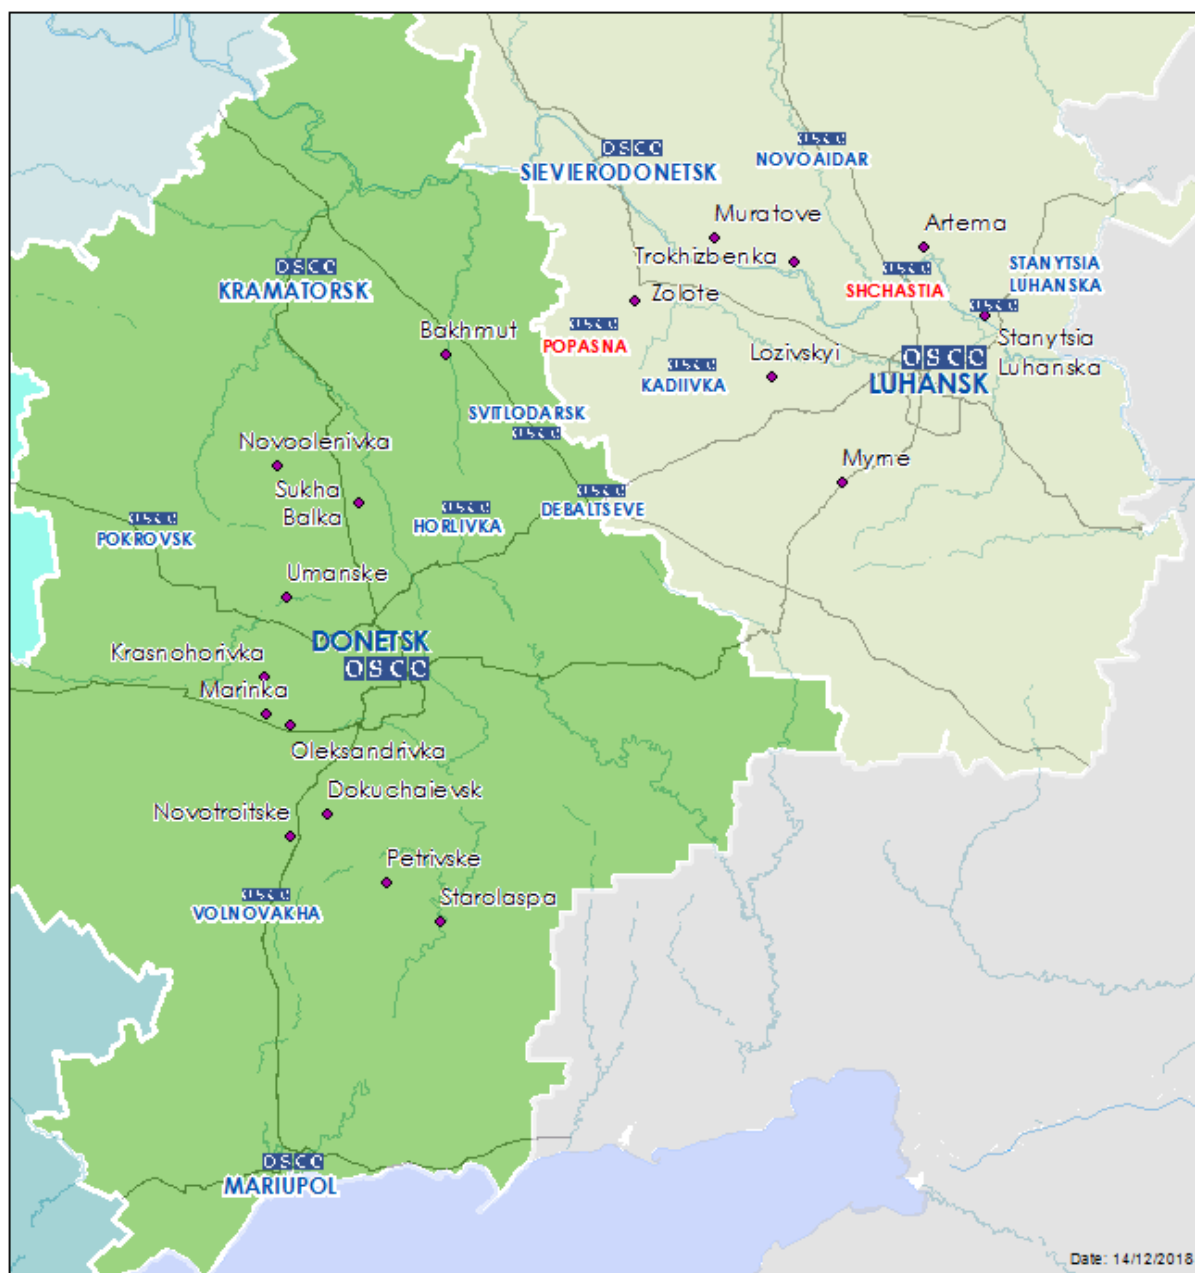 OSCE
SIEVIERODONETSK
OSCE
NOVOAIDAR
Muratove
Artema
Trokhizbenka
OSCE
SHCHASTIA
STANYTSIA
LUHANSKA
OSCE
KRAMATORSK
Zolote
OSCE
Stanytsia
Luhanska
OSCE
POPASNA
Bakhmut
Lozivskyi
OSCE
LUHANSK
OSCE
KADIIVKA
SVITLODARSK
OSCE
Novoolenivka
Myrne
Sukha
Balka
OSCE
DEBALTSEVE
OSCE
HORLIVKA
OSCE
POKROVSK
Umanske
DONETSK
OSCE
Krasnohorivka
Marinka
Oleksandrivka
Dokuchaievsk
Novotroitske
Petrivske
Starolaspa
OSCE
VOLNOVAKHA
OSCE
MARIUPOL
Date: 14/12/2018